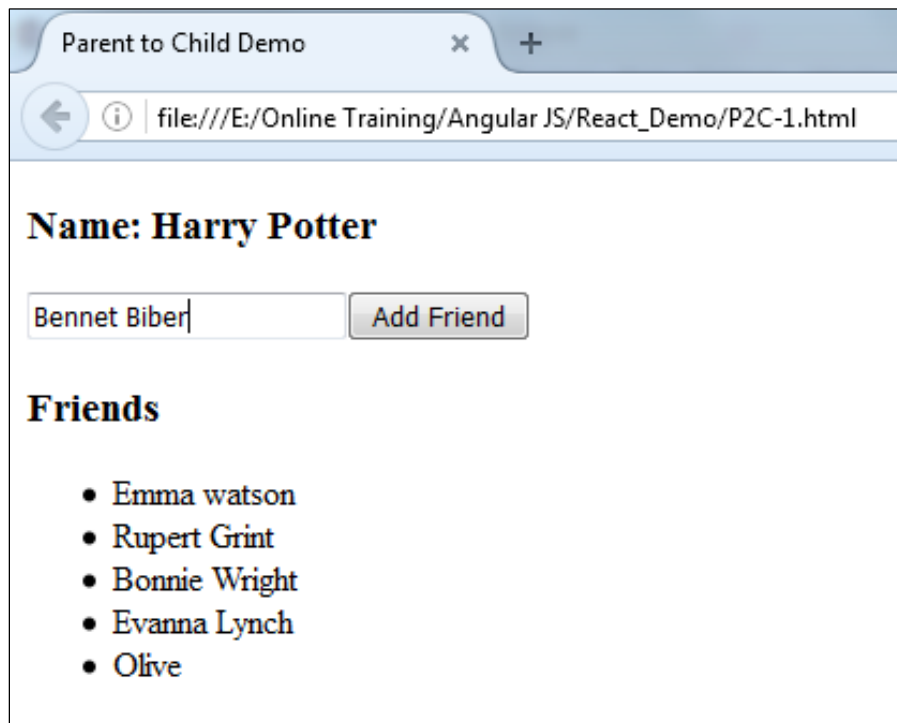 Parent to Child Demo
file:///E:/Online Training/Angular JS/React_Demo/P2C-1.html
Name: Harry Potter
Bennet Biber Add Friend
Friends
Emma watson
Rupert Grint
Bonnie Wright
Evanna Lynch
Olive